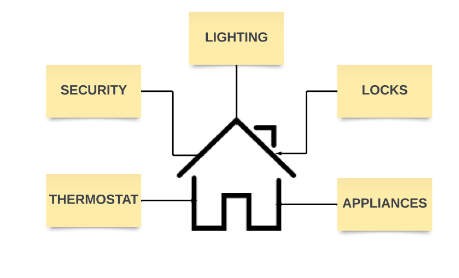 LIGHTING
SECURITY
LOCKS
THERMOSTAT
APPLIANCES